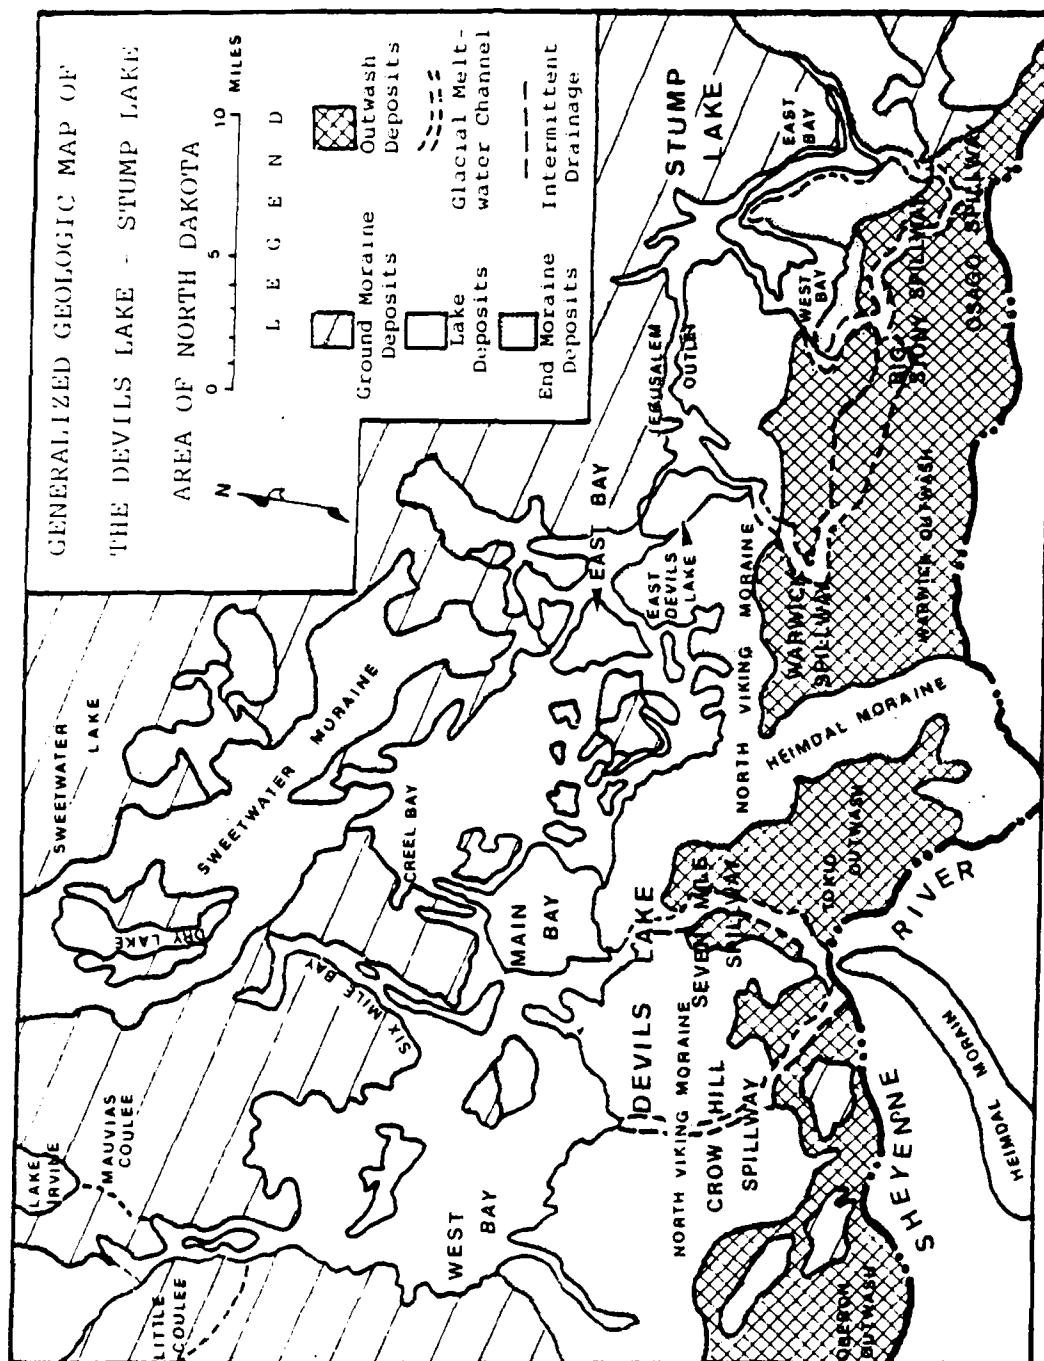 GENERALIZED GEOLOGIC MAP OF
THE DEVILS LAKE - STUMP LAKE
AREA OF NORTH DAKOTA
N
0 5 10 MILES
LEGEND
Ground Moraine
Deposits
Lake
Deposits
End Moraine
Deposits
Outwash
Deposits
Glacial Melt-
water Channel
Intermittent
Drainage
LAKE
IRVINE
MAUVIAS
COULEE
LITTLE
COULEE
DRY LAKE
SWEETWATER
LAKE
SWEETWATER MORAINE
SIX MILE BAY
CREEL BAY
WEST
BAY
MAIN
BAY
EAST BAY
EAST
DEVILS
LAKE
DEVILS LAKE
JERUSALEM
OUTLET
STUMP
LAKE
EAST
BAY
WEST
BAY
NORTH VIKING MORAINE
CROW HILL
SPILLWAY
SEVEN MILE
SPILLWAY
NORTH VIKING MORAINE
WARWICK
SPILLWAY
BIG
STONY SPILLWAY
OSAGO SPILLWAY
OBERON
OUTWASH
TOKIO
OUTWASH
HEIMDAL MORAINE
WARWICK OUTWASH
SHEYENNE RIVER
HEIMDAL MORAIN